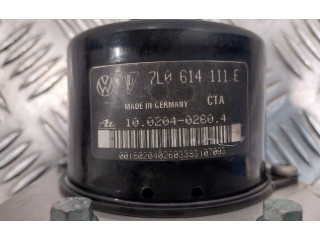 7L0 614 111 E
MADE IN GERMANY CTA
10.0204-0260.4